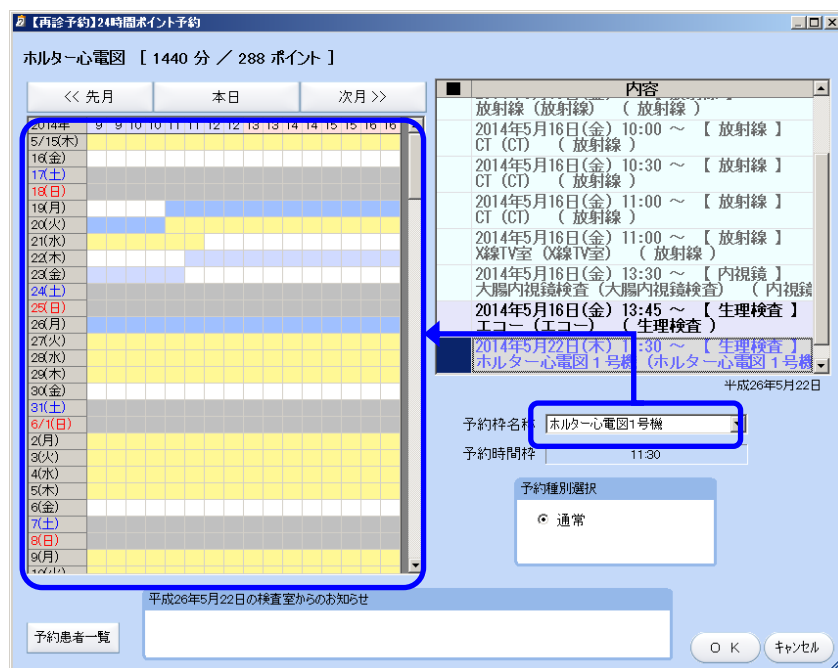 【再診予約】24時間ポイント予約
ホルター心電図 [ 1440 分 ／ 288 ポイント ]
<< 先月 本日 次月 >>
2014年 9 9 10 10 11 11 12 12 13 13 14 14 15 15 16 16
5/15(木)
16(金)
17(土)
18(日)
19(月)
20(火)
21(水)
22(木)
23(金)
24(土)
25(日)
26(月)
27(火)
28(水)
29(木)
30(金)
31(土)
6/1(日)
2(月)
3(火)
4(水)
5(木)
6(金)
7(土)
8(日)
9(月)
■ 内容
放射線 (放射線) ( 放射線 )
2014年5月16日(金) 10:00 ～ 【 放射線 】
CT (CT) ( 放射線 )
2014年5月16日(金) 10:30 ～ 【 放射線 】
CT (CT) ( 放射線 )
2014年5月16日(金) 11:00 ～ 【 放射線 】
CT (CT) ( 放射線 )
2014年5月16日(金) 11:00 ～ 【 放射線 】
X線TV室 (X線TV室) ( 放射線 )
2014年5月16日(金) 13:30 ～ 【 内視鏡 】
大腸内視鏡検査 (大腸内視鏡検査) ( 内視鏡
2014年5月16日(金) 13:45 ～ 【 生理検査 】
エコー (エコー) ( 生理検査 )
2014年5月22日(木) 11:30 ～ 【 生理検査 】
ホルター心電図１号機 (ホルター心電図１号機
平成26年5月22日
予約枠名称 ホルター心電図1号機
予約時間枠 11:30
予約種別選択
通常
平成26年5月22日の検査室からのお知らせ
予約患者一覧
ＯＫ キャンセル